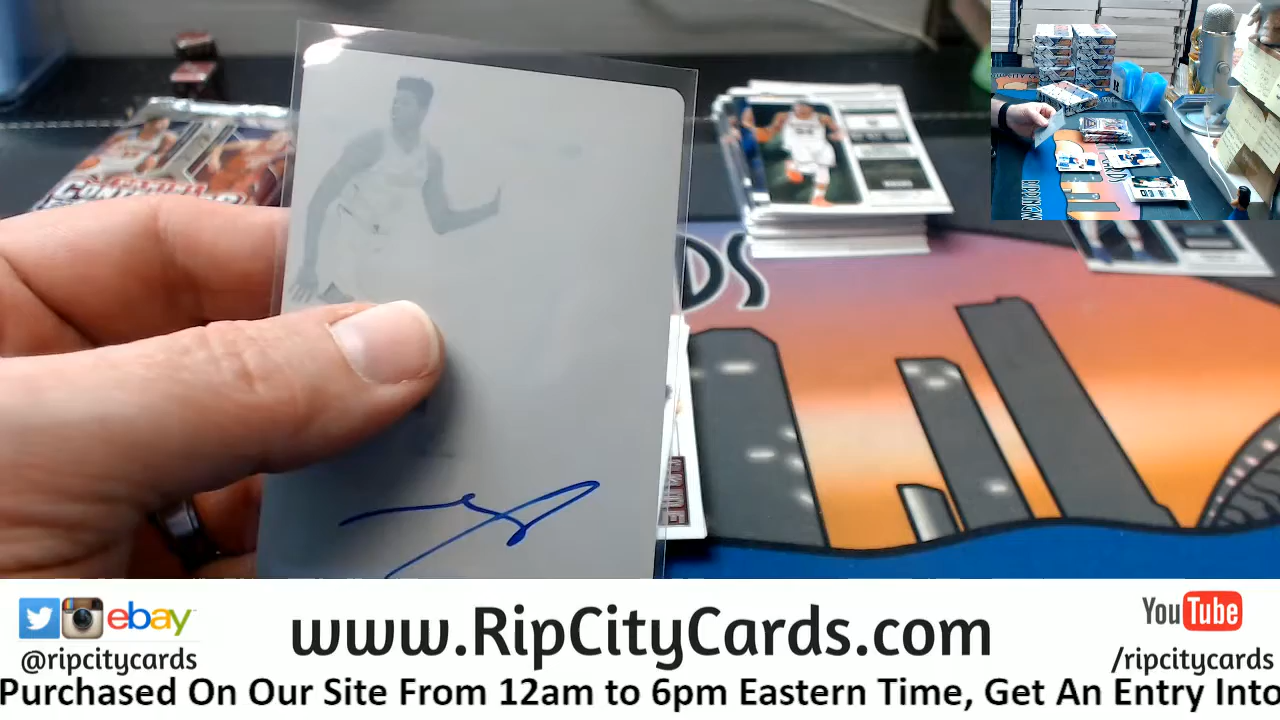 DS
ebay
www.RipCityCards.com
YouTube
@ripcitycards
/ripcitycards
Purchased On Our Site From 12am to 6pm Eastern Time, Get An Entry Into